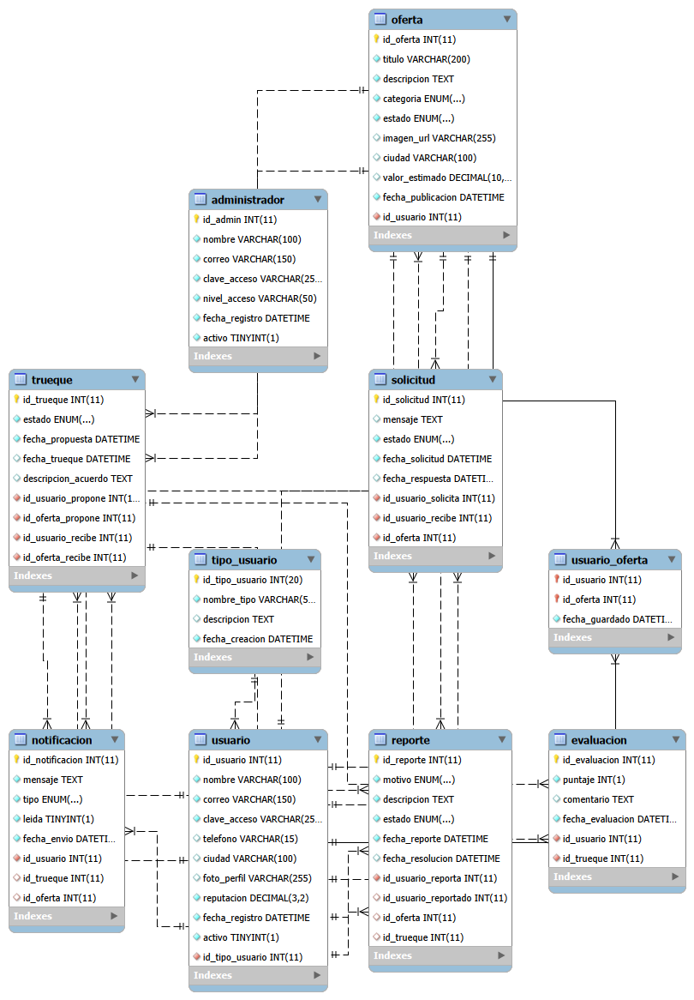 oferta
id_oferta INT(11)
titulo VARCHAR(200)
descripcion TEXT
categoria ENUM(...)
estado ENUM(...)
imagen_url VARCHAR(255)
ciudad VARCHAR(100)
valor_estimado DECIMAL(10,...
fecha_publicacion DATETIME
id_usuario INT(11)
Indexes
administrador
id_admin INT(11)
nombre VARCHAR(100)
correo VARCHAR(150)
clave_acceso VARCHAR(25...
nivel_acceso VARCHAR(50)
fecha_registro DATETIME
activo TINYINT(1)
Indexes
trueque
id_trueque INT(11)
estado ENUM(...)
fecha_propuesta DATETIME
fecha_trueque DATETIME
descripcion_acuerdo TEXT
id_usuario_propone INT(1...
id_oferta_propone INT(11)
id_usuario_recibe INT(11)
id_oferta_recibe INT(11)
Indexes
solicitud
id_solicitud INT(11)
mensaje TEXT
estado ENUM(...)
fecha_solicitud DATETIME
fecha_respuesta DATETI...
id_usuario_solicita INT(11)
id_usuario_recibe INT(11)
id_oferta INT(11)
Indexes
tipo_usuario
id_tipo_usuario INT(20)
nombre_tipo VARCHAR(5...
descripcion TEXT
fecha_creacion DATETIME
Indexes
usuario_oferta
id_usuario INT(11)
id_oferta INT(11)
fecha_guardado DATETI...
Indexes
notificacion
id_notificacion INT(11)
mensaje TEXT
tipo ENUM(...)
leida TINYINT(1)
fecha_envio DATETI...
id_usuario INT(11)
id_trueque INT(11)
id_oferta INT(11)
Indexes
usuario
id_usuario INT(11)
nombre VARCHAR(100)
correo VARCHAR(150)
clave_acceso VARCHAR(25...
telefono VARCHAR(15)
ciudad VARCHAR(100)
foto_perfil VARCHAR(255)
reputacion DECIMAL(3,2)
fecha_registro DATETIME
activo TINYINT(1)
id_tipo_usuario INT(11)
Indexes
reporte
id_reporte INT(11)
motivo ENUM(...)
descripcion TEXT
estado ENUM(...)
fecha_reporte DATETIME
fecha_resolucion DATETIME
id_usuario_reporta INT(11)
id_usuario_reportado INT(11)
id_oferta INT(11)
id_trueque INT(11)
Indexes
evaluacion
id_evaluacion INT(11)
puntaje INT(1)
comentario TEXT
fecha_evaluacion DATETI...
id_usuario INT(11)
id_trueque INT(11)
Indexes